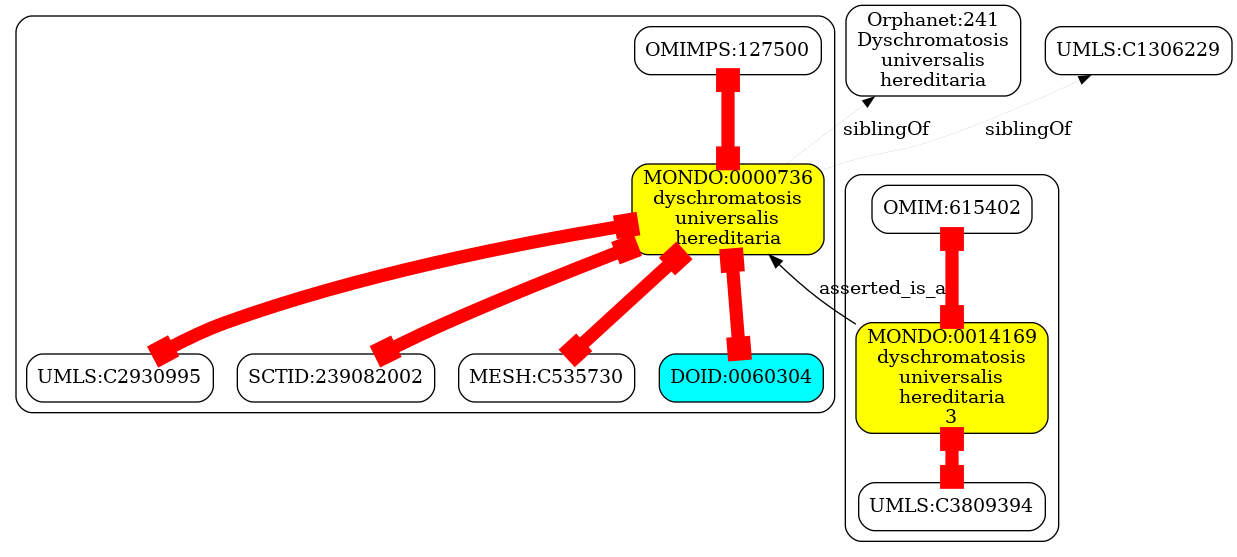 OMIMPS:127500
Orphanet:241
Dyschromatosis
universalis
hereditaria
UMLS:C1306229
siblingOf
siblingOf
MONDO:0000736
dyschromatosis
universalis
hereditaria
OMIM:615402
asserted_is_a
MONDO:0014169
dyschromatosis
universalis
hereditaria
3
UMLS:C2930995
SCTID:239082002
MESH:C535730
DOID:0060304
UMLS:C3809394